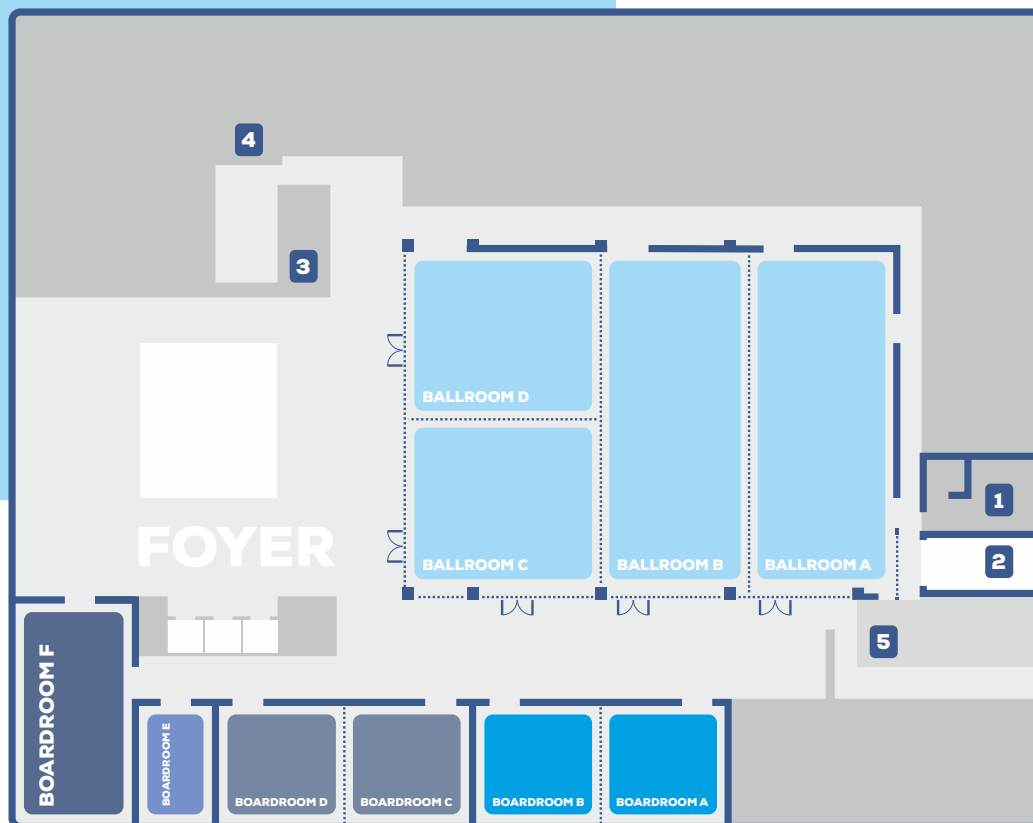 4
3
BALLROOM D
1
FOYER
2
BALLROOM C
BALLROOM B
BALLROOM A
5
BOARDROOM F
BOARDROOM E
BOARDROOM D
BOARDROOM C
BOARDROOM B
BOARDROOM A